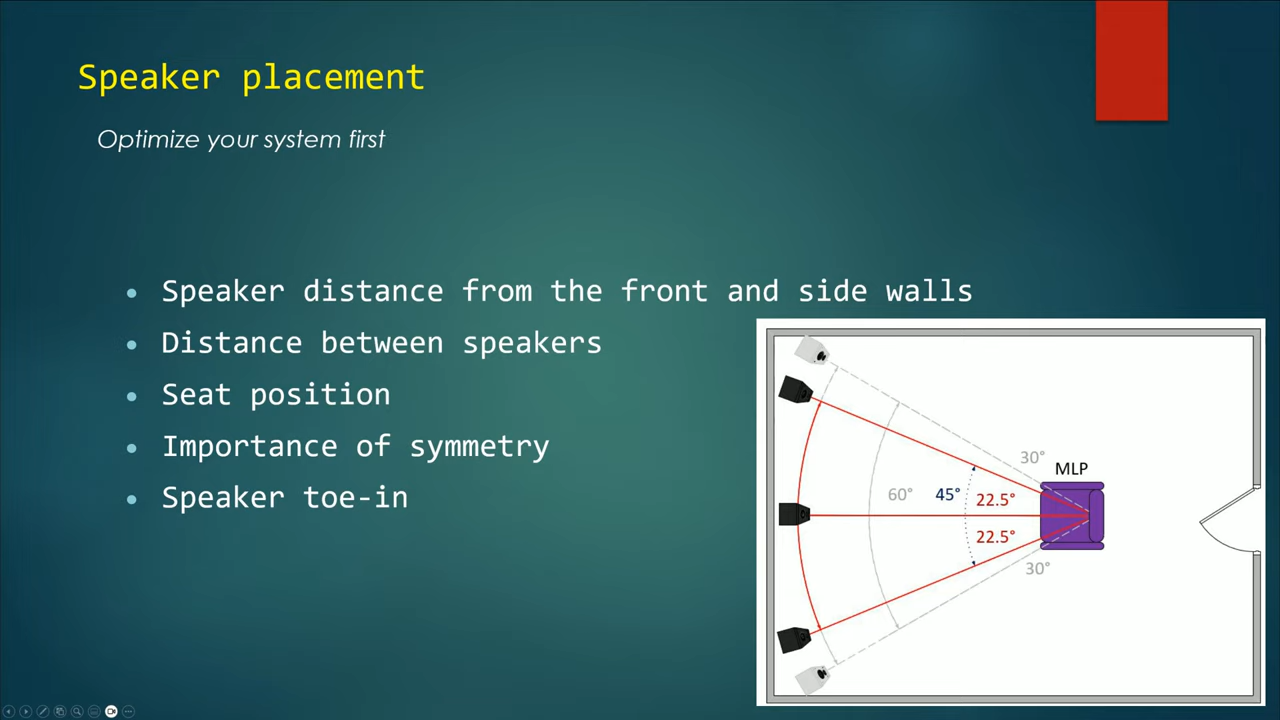 Speaker placement
Optimize your system first
• Speaker distance from the front and side walls
• Distance between speakers
• Seat position
• Importance of symmetry
• Speaker toe-in
30°
MLP
60°
45°
22.5°
22.5°
30°